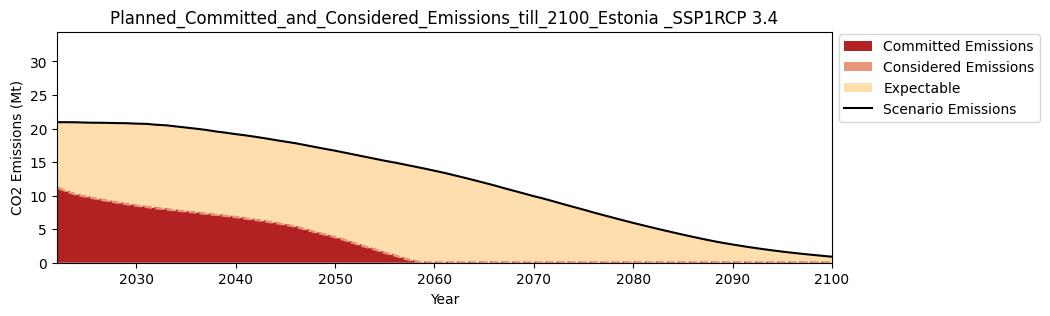 Planned_Committed_and_Considered_Emissions_till_2100_Estonia _SSP1RCP 3.4
CO2 Emissions (Mt)
30
25
20
15
10
5
0
2030 2040 2050 2060 2070 2080 2090 2100
Year
Committed Emissions
Considered Emissions
Expectable
Scenario Emissions